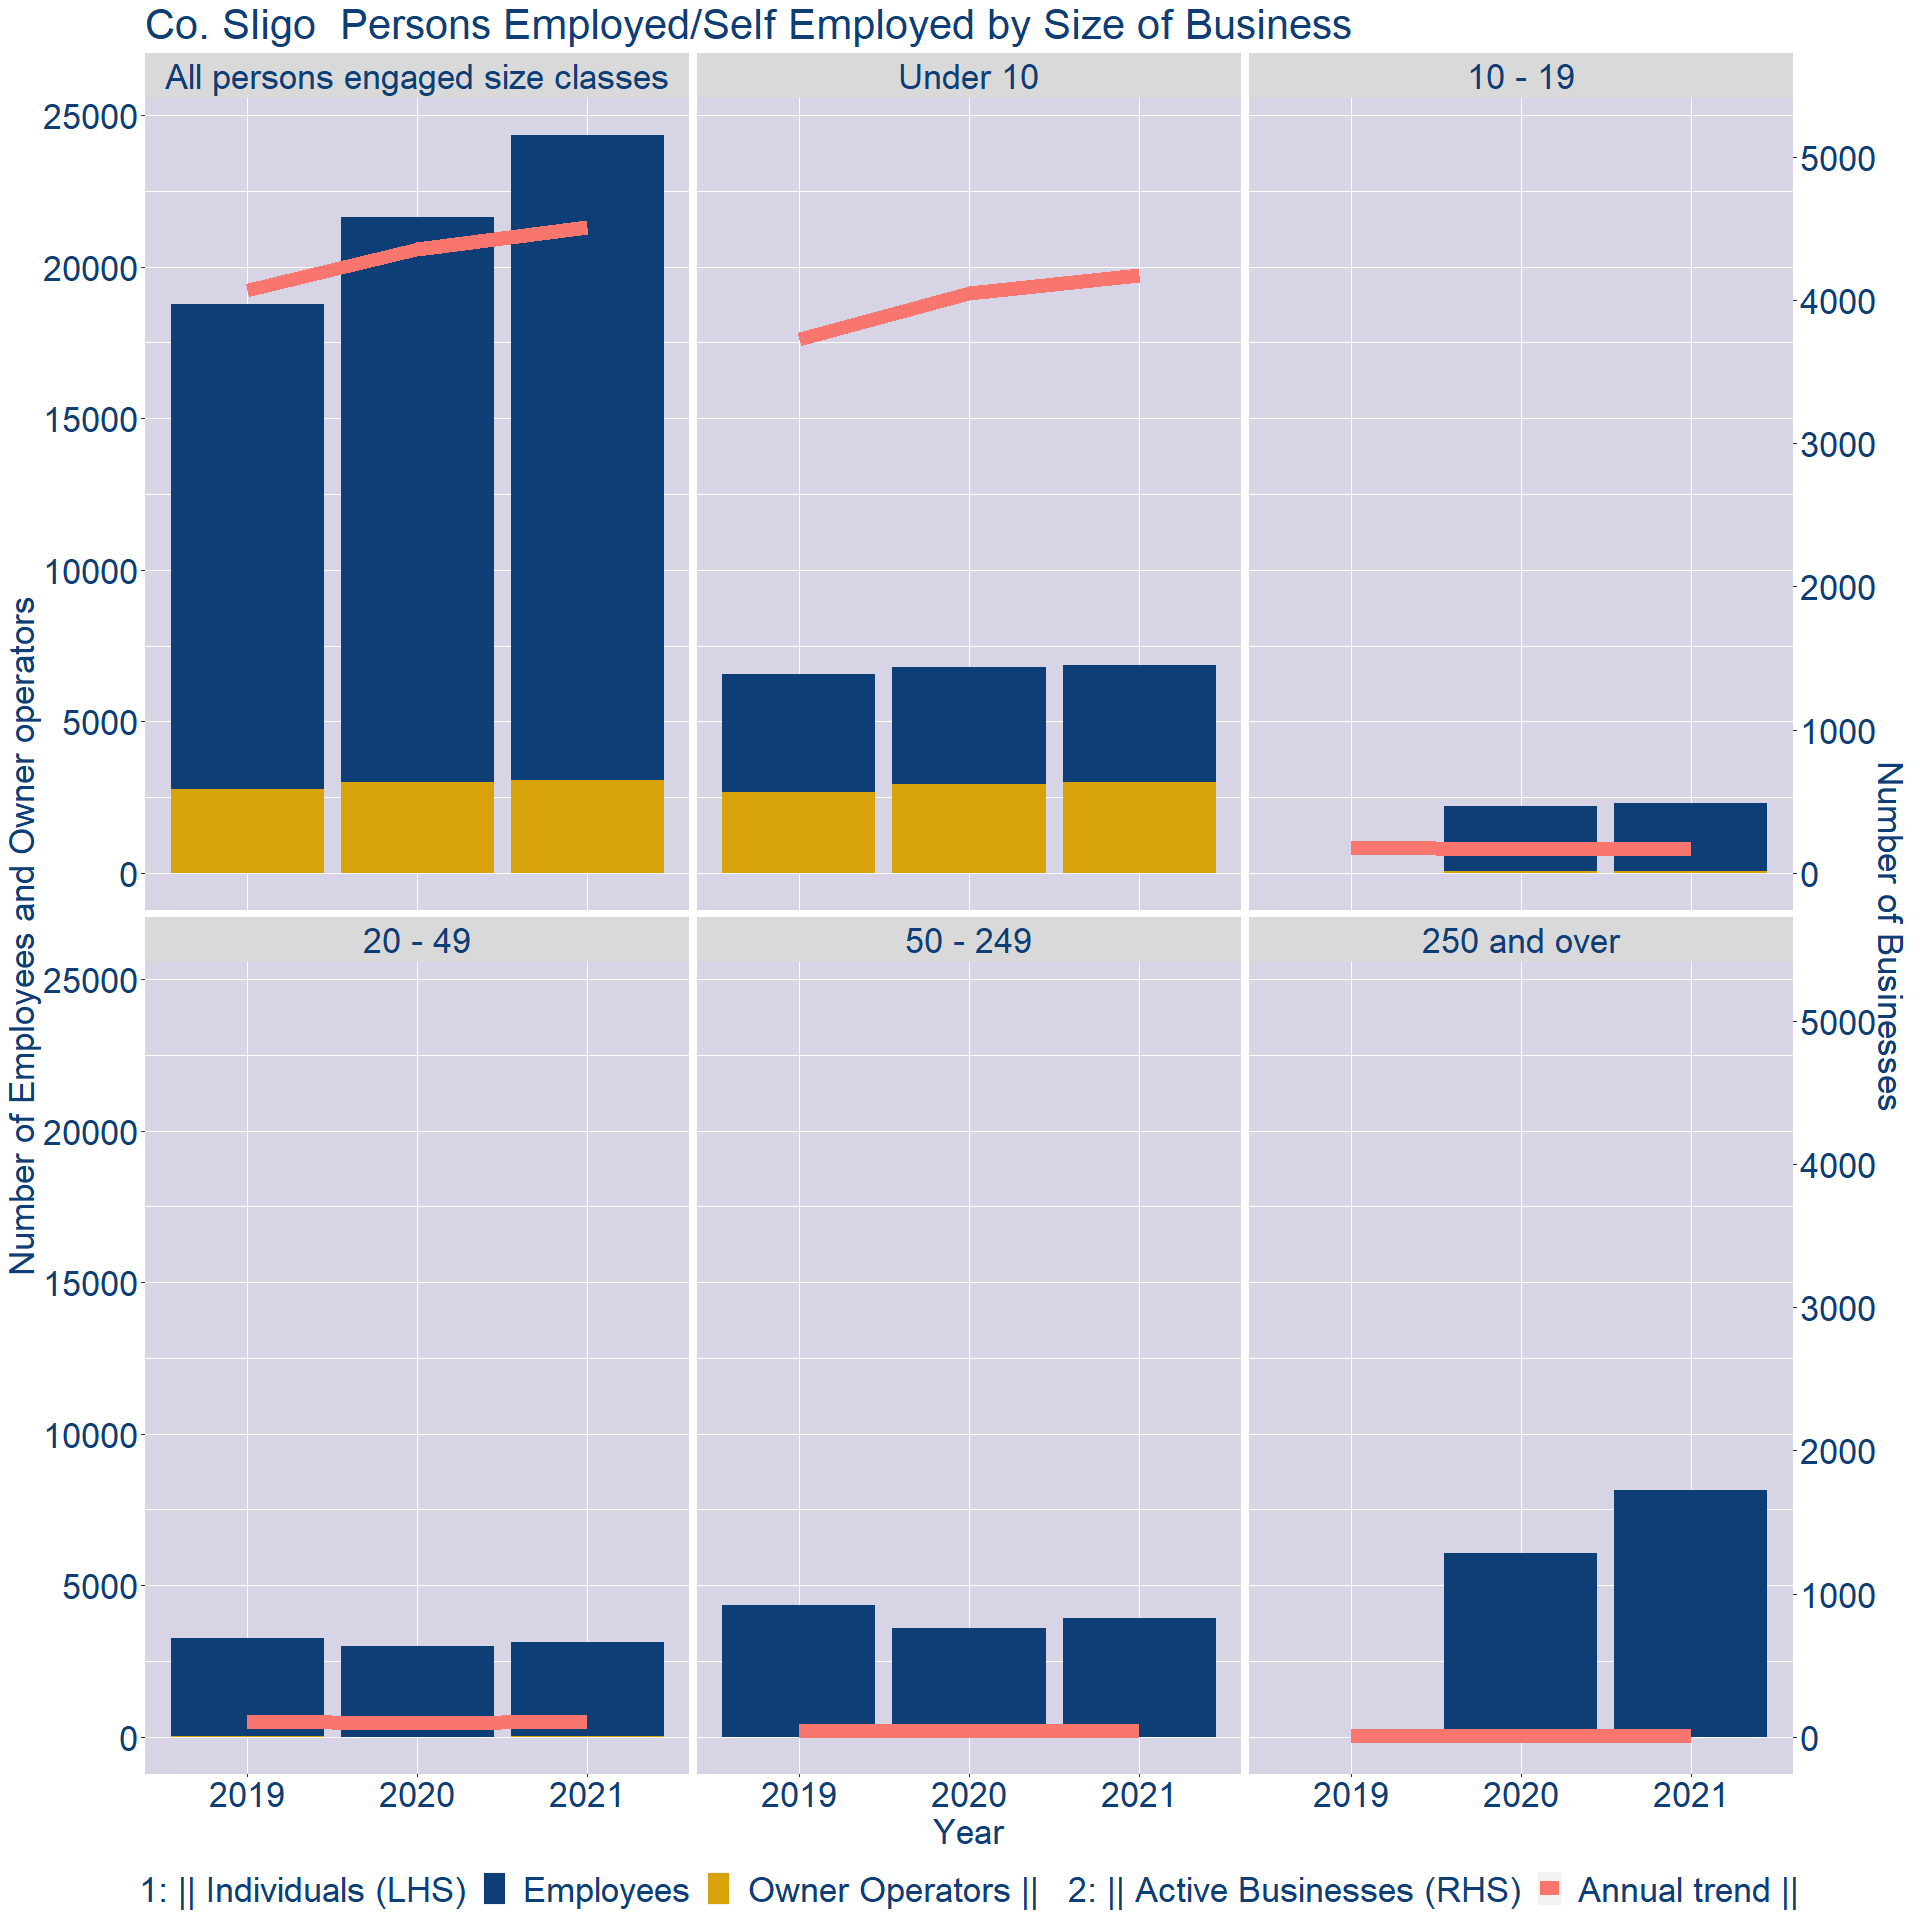 Co. Sligo  Persons Employed/Self Employed by Size of Business
All persons engaged size classes
Under 10
10 - 19
25000
20000
15000
10000
5000
0
5000
4000
3000
2000
1000
0
20 - 49
50 - 249
250 and over
25000
20000
15000
10000
5000
0
5000
4000
3000
2000
1000
0
Number of Employees and Owner operators
Number of Businesses
2019 2020 2021
2019 2020 2021
2019 2020 2021
Year
1: || Individuals (LHS) Employees Owner Operators || 2: || Active Businesses (RHS) Annual trend ||